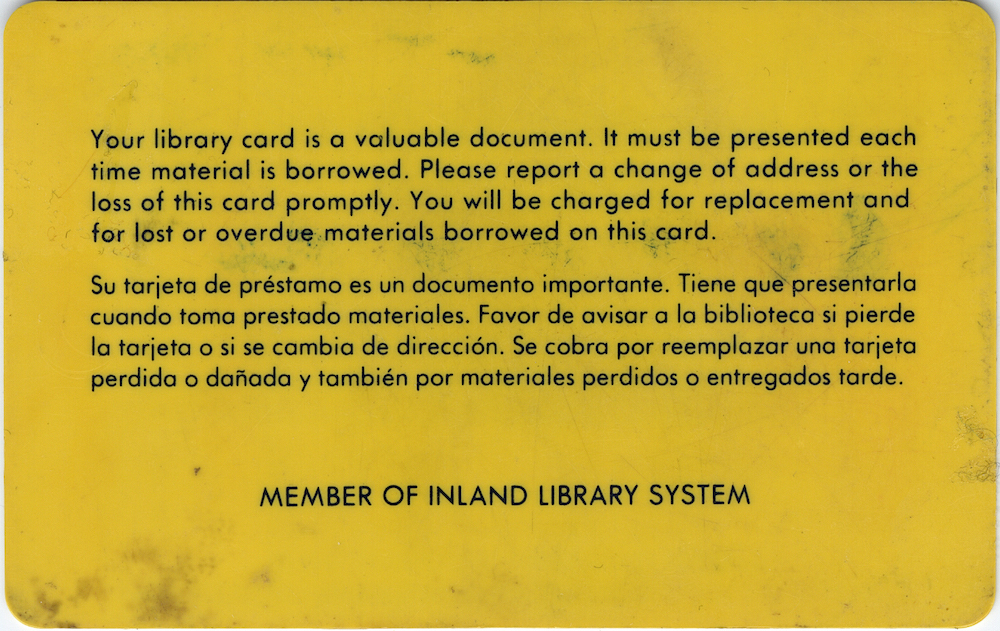 Your library card is a valuable document. It must be presented each
time material is borrowed. Please report a change of address or the
loss of this card promptly. You will be charged for replacement and
for lost or overdue materials borrowed on this card.
Su tarjeta de préstamo es un documento importante. Tiene que presentarla
cuando toma prestado materiales. Favor de avisar a la biblioteca si pierde
la tarjeta o si se cambia de dirección. Se cobra por reemplazar una tarjeta
perdida o dañada y también por materiales perdidos o entregados tarde.
MEMBER OF INLAND LIBRARY SYSTEM